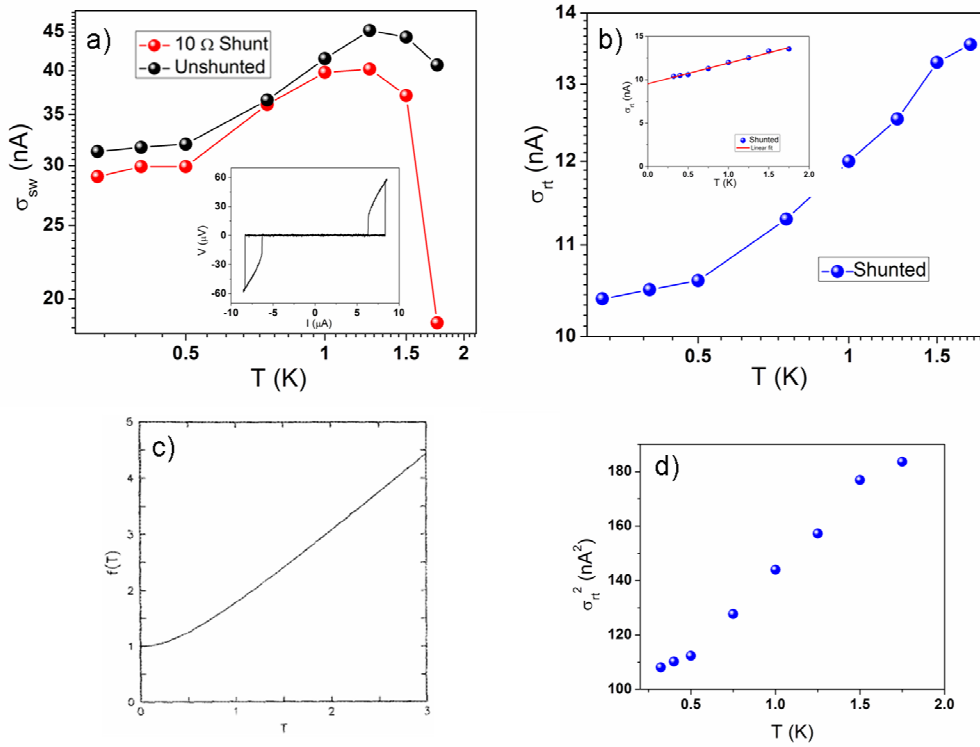 a)
10 Ω Shunt
Unshunted
45
40
35
30
25
20
σsw (nA)
0.5
1
1.5
2
T (K)
60
30
0
-30
-60
V (μV)
-10
-5
0
5
10
I (μA)
b)
14
13
12
11
10
σrt (nA)
0.5
1
1.5
T (K)
Shunted
15
10
5
0
σrt (nA)
0.0
0.5
1.0
1.5
2.0
T (K)
Shunted
Linear fit
c)
5
4
3
2
1
0
f(T)
0
1
2
3
T
d)
180
160
140
120
100
σrt2 (nA2)
0.5
1.0
1.5
2.0
T (K)